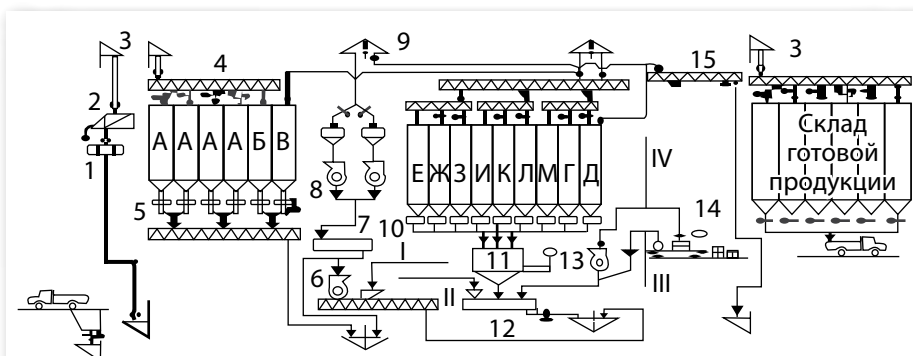 3
4
9
3
15
2
1
А А А А Б В
Е Ж З И К Л М Г Д
Склад
готовой
продукции
IV
5
8
7
10
I
11
13
14
6
II
III
12